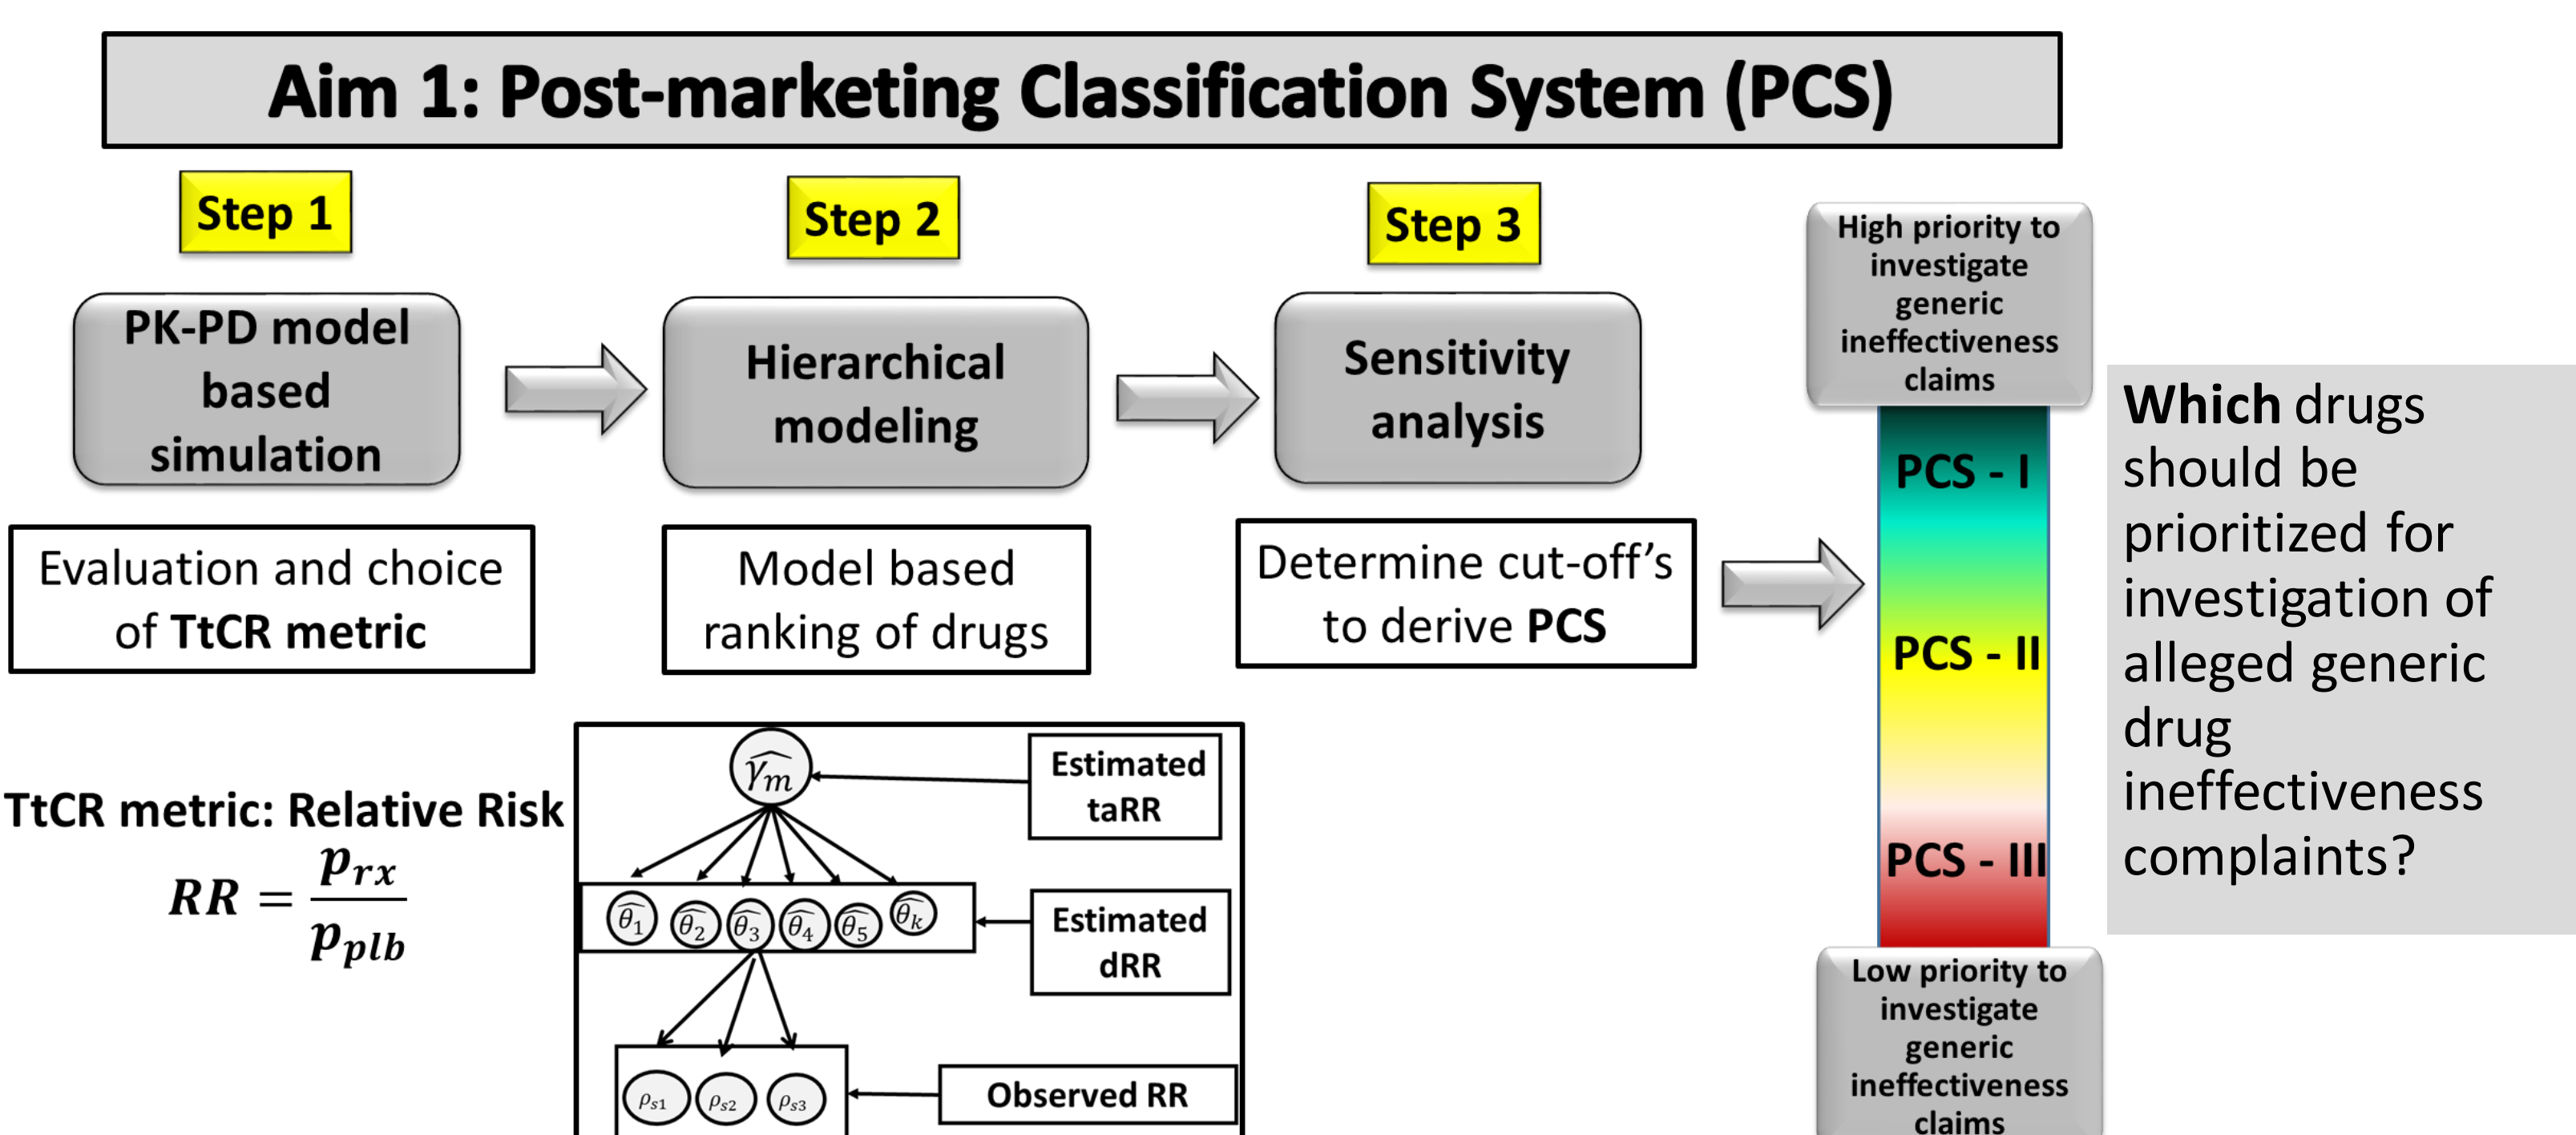 Aim 1: Post-marketing Classification System (PCS)
Step 1
PK-PD model
based
simulation
Evaluation and choice
of TtCR metric
Step 2
Hierarchical
modeling
Model based
ranking of drugs
Step 3
Sensitivity
analysis
Determine cut-off’s
to derive PCS
High priority to
investigate
generic
ineffectiveness
claims
PCS - I
PCS - II
PCS - III
Low priority to
investigate
generic
ineffectiveness
claims
Which drugs
should be
prioritized for
investigation of
alleged generic
drug
ineffectiveness
complaints?
TtCR metric: Relative Risk
RR = p_rx / p_plb
γ̂_m
Estimated
taRR
θ̂_1 θ̂_2 θ̂_3 θ̂_4 θ̂_5 θ̂_k
Estimated
dRR
ρ_s1 ρ_s2 ρ_s3
Observed RR